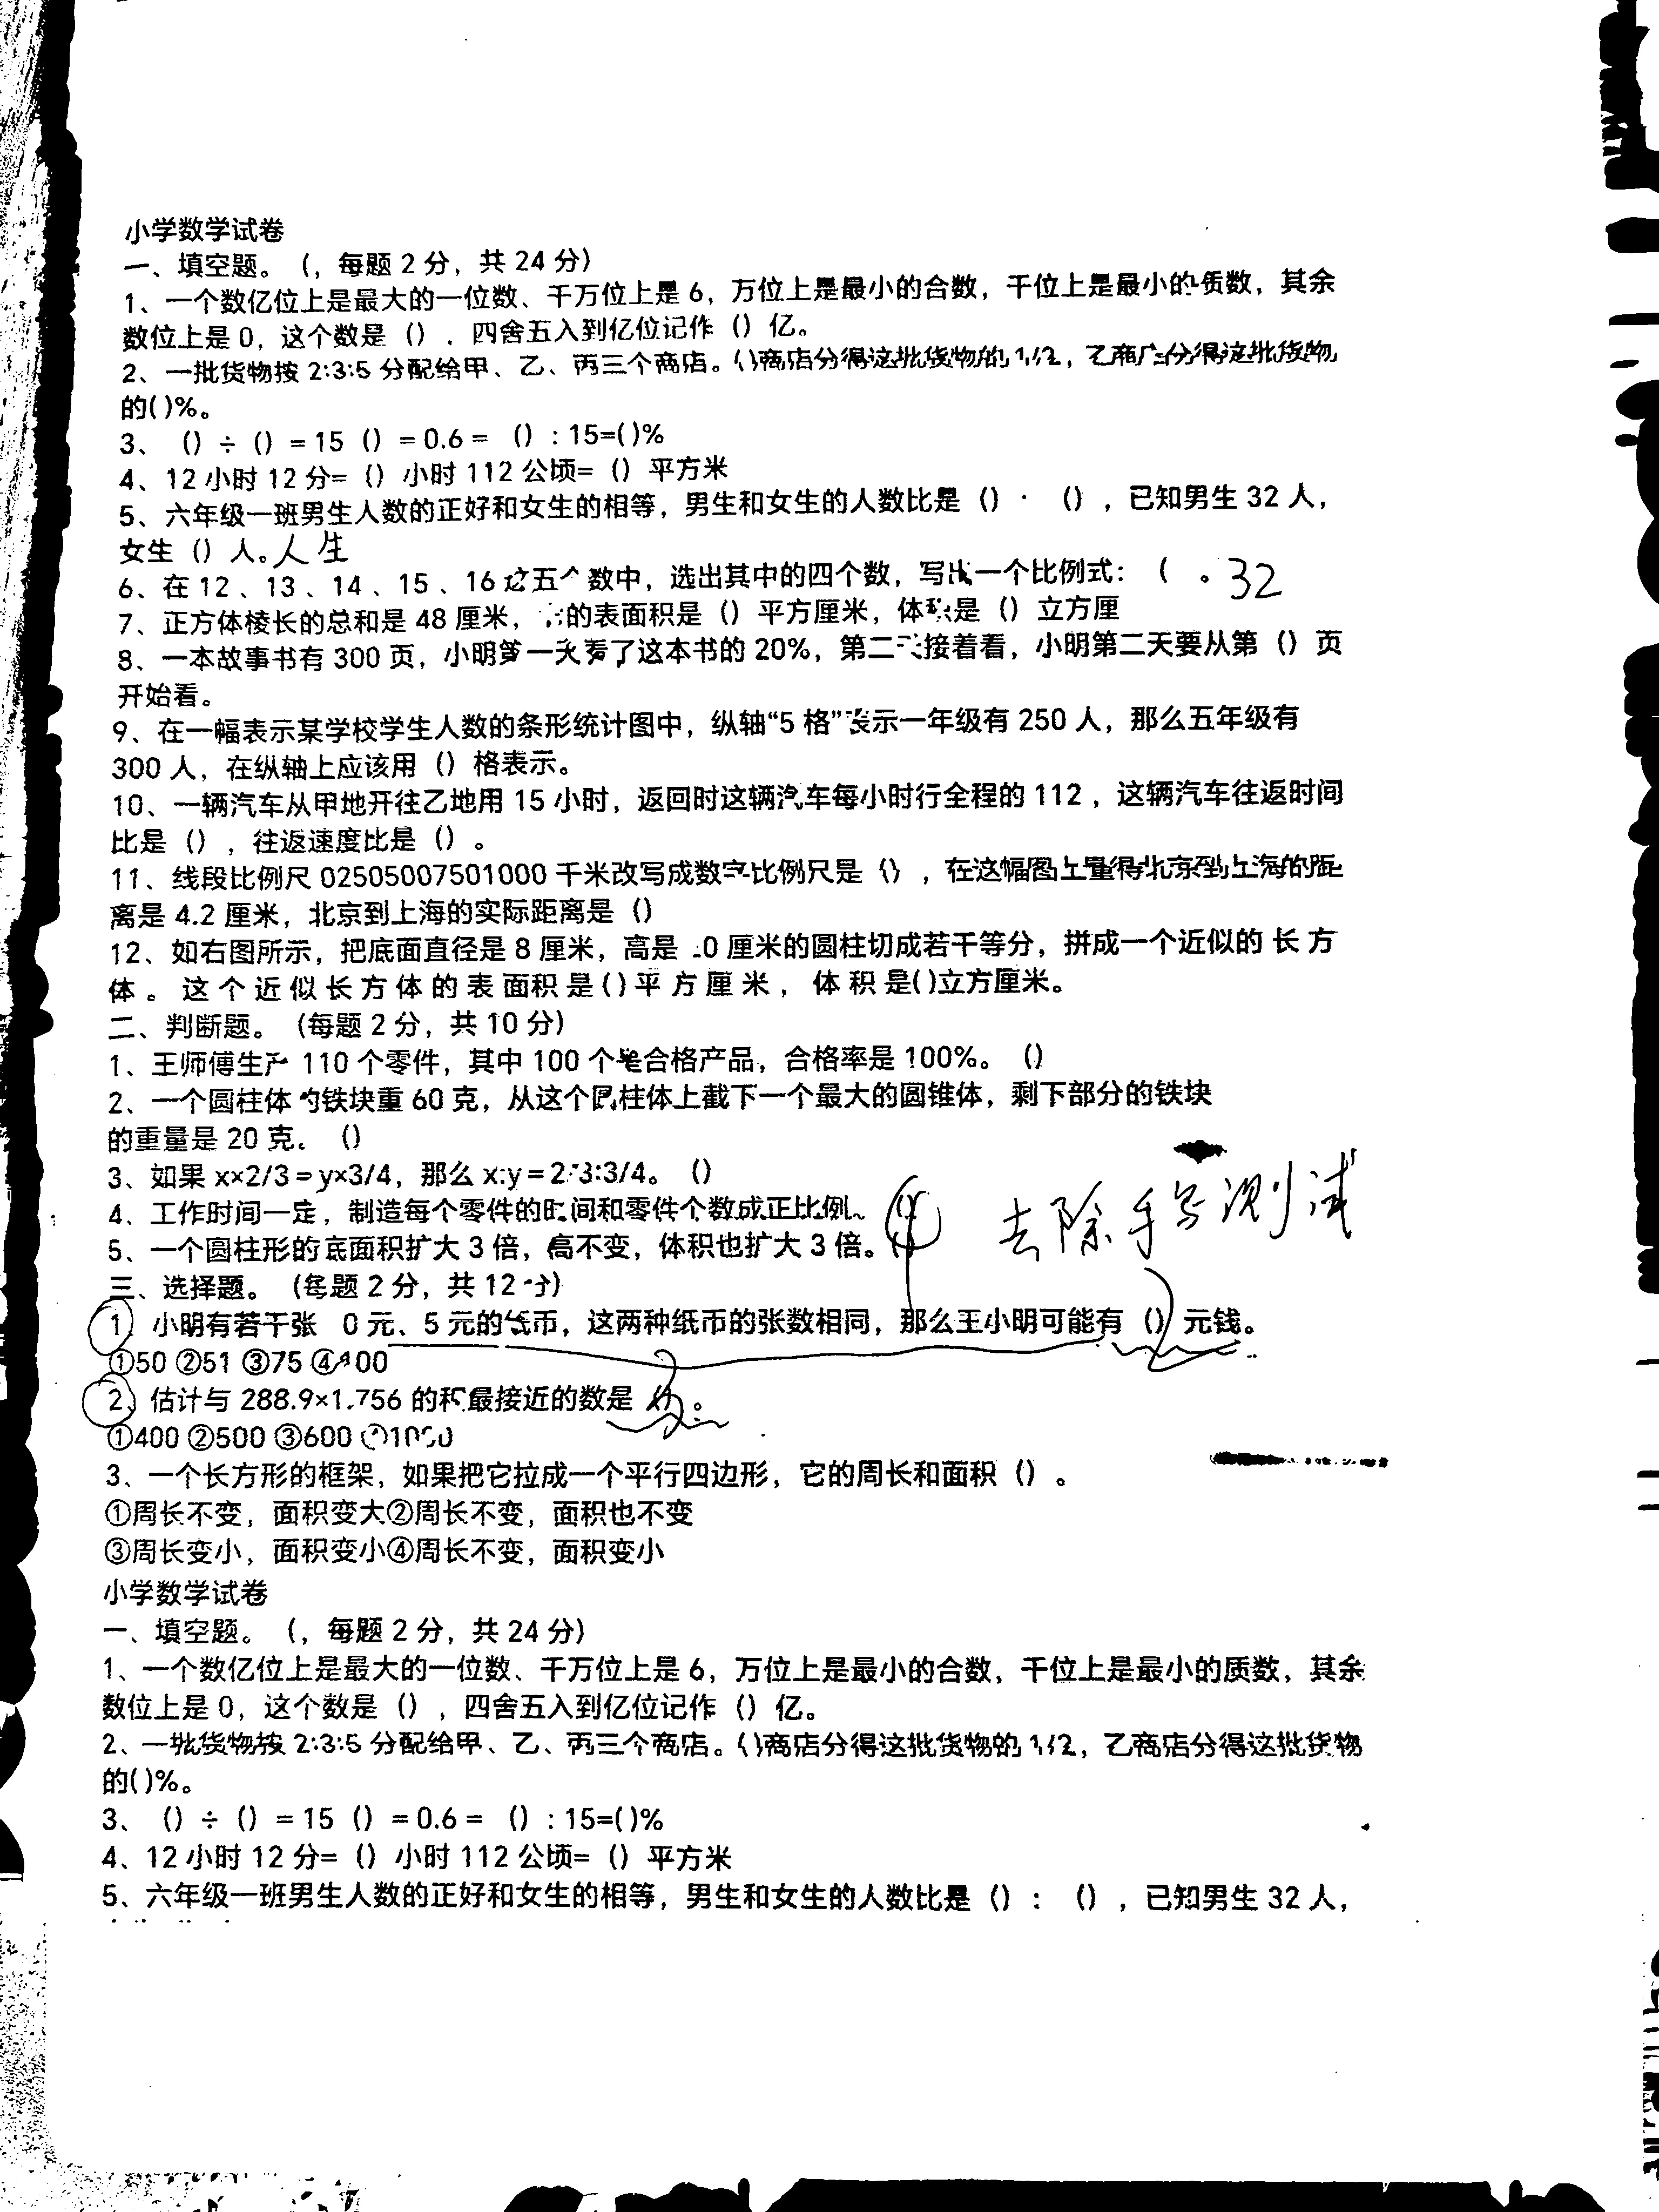 小学数学试卷
一、填空题。（，每题 2 分，共 24 分）
1、一个数亿位上是最大的一位数、千万位上是 6，万位上是最小的合数，千位上是最小的质数，其余
数位上是 0，这个数是（），四舍五入到亿位记作（）亿。
2、一批货物按 2:3:5 分配给甲、乙、丙三个商店。()商店分得这批货物的 1/2，乙商店分得这批货物
的()%。
3、（）÷（）= 15（）= 0.6 =（）: 15=()%
4、12 小时 12 分=（）小时 112 公顷=（）平方米
5、六年级一班男生人数的正好和女生的相等，男生和女生的人数比是（）·（），已知男生 32 人，
女生（）人。人生
6、在 12 、13 、14 、15 、16 这五个数中，选出其中的四个数，写出一个比例式：（ 。32
7、正方体棱长的总和是 48 厘米，的表面积是（）平方厘米，体积是（）立方厘
8、一本故事书有 300 页，小明第一天看了这本书的 20%，第二天接着看，小明第二天要从第（）页
开始看。
9、在一幅表示某学校学生人数的条形统计图中，纵轴“5 格”表示一年级有 250 人，那么五年级有
300 人，在纵轴上应该用（）格表示。
10、一辆汽车从甲地开往乙地用 15 小时，返回时这辆汽车每小时行全程的 112 ，这辆汽车往返时间
比是（），往返速度比是（）。
11、线段比例尺 02505007501000 千米改写成数字比例尺是（），在这幅图上量得北京到上海的距
离是 4.2 厘米，北京到上海的实际距离是（）
12、如右图所示，把底面直径是 8 厘米，高是 0 厘米的圆柱切成若干等分，拼成一个近似的 长 方
体 。 这 个 近 似 长 方 体 的 表 面积 是()平 方 厘 米 ， 体 积 是()立方厘米。
二、判断题。（每题 2 分，共 10 分）
1、王师傅生产 110 个零件，其中 100 个是合格产品，合格率是 100%。（）
2、一个圆柱体的铁块重 60 克，从这个圆柱体上截下一个最大的圆锥体，剩下部分的铁块
的重量是 20 克。（）
3、如果 x×2/3 = y×3/4，那么 x:y = 2/3:3/4。（）
4、工作时间一定，制造每个零件的时间和零件个数成正比例。
去除手写测试
5、一个圆柱形的底面积扩大 3 倍，高不变，体积也扩大 3 倍。
三、选择题。（每题 2 分，共 12 分）
1、小明有若干张 0 元、5 元的纸币，这两种纸币的张数相同，那么王小明可能有（）元钱。
①50 ②51 ③75 ④100
2、估计与 288.9×1.756 的积最接近的数是（）。
①400 ②500 ③600 ④1000
3、一个长方形的框架，如果把它拉成一个平行四边形，它的周长和面积（）。
①周长不变，面积变大②周长不变，面积也不变
③周长变小，面积变小④周长不变，面积变小
小学数学试卷
一、填空题。（，每题 2 分，共 24 分）
1、一个数亿位上是最大的一位数、千万位上是 6，万位上是最小的合数，千位上是最小的质数，其余
数位上是 0，这个数是（），四舍五入到亿位记作（）亿。
2、一批货物按 2:3:5 分配给甲、乙、丙三个商店。()商店分得这批货物的 1/2，乙商店分得这批货物
的()%。
3、（）÷（）= 15（）= 0.6 =（）: 15=()%
4、12 小时 12 分=（）小时 112 公顷=（）平方米
5、六年级一班男生人数的正好和女生的相等，男生和女生的人数比是（）:（），已知男生 32 人，